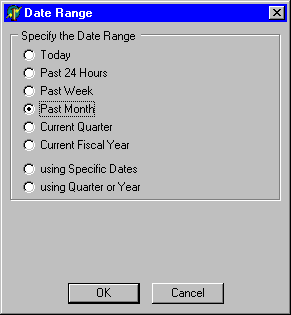 Date Range
Specify the Date Range
Today
Past 24 Hours
Past Week
Past Month
Current Quarter
Current Fiscal Year
using Specific Dates
using Quarter or Year
OK Cancel